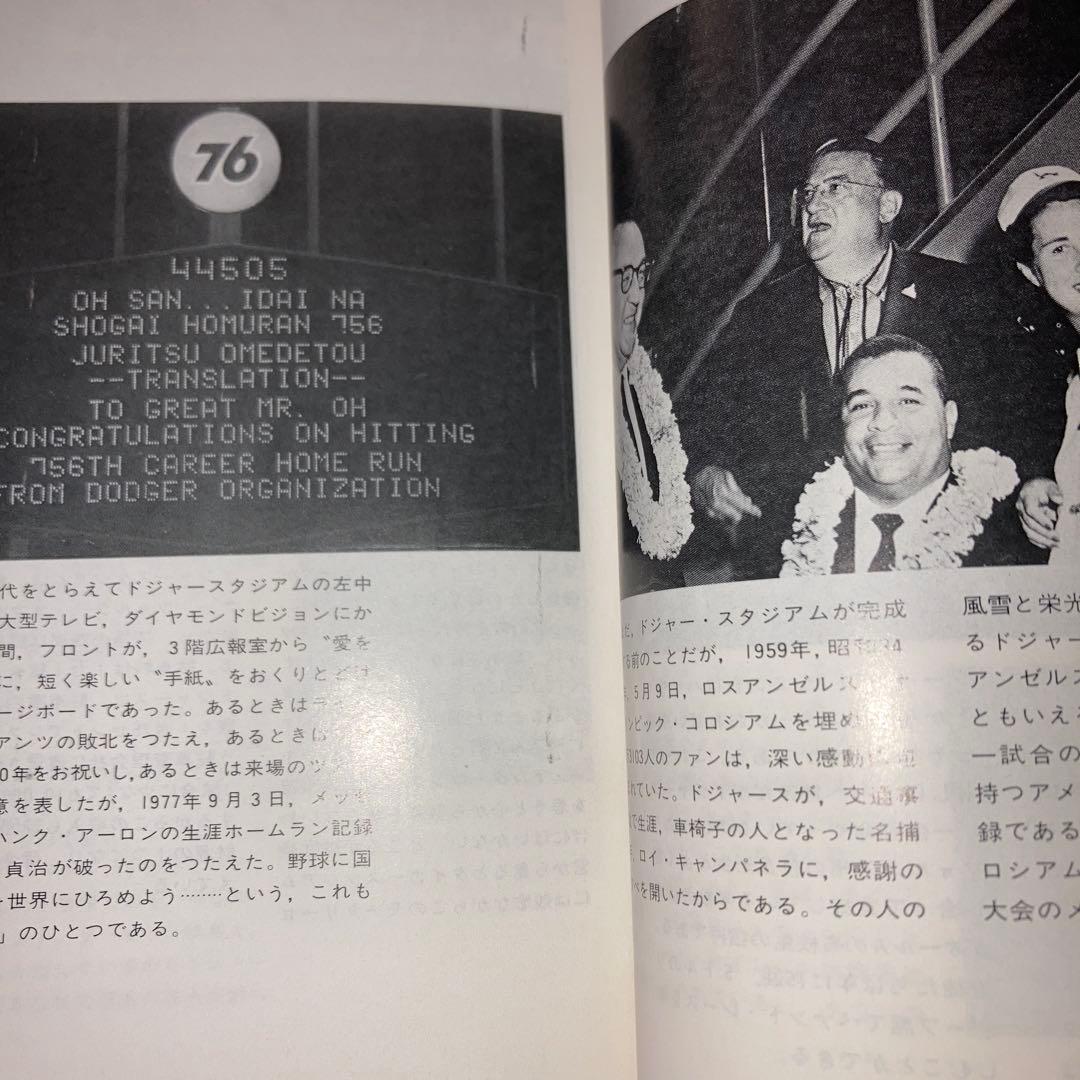 76
44505
OH SAN...IDAI NA
SHOGAI HOMURAN 756
JURITSU OMEDETOU
--TRANSLATION--
TO GREAT MR. OH
CONGRATULATIONS ON HITTING
756TH CAREER HOME RUN
FROM DODGER ORGANIZATION
代をとらえてドジャースタジアムの左中
大型テレビ，ダイヤモンドビジョンにか
間，フロントが，3階広報室から〝愛を
に，短く楽しい〝手紙〟をおくりとどけ
ージボードであった。あるときは
アンツの敗北をつたえ，あるときは
0年をお祝いし,あるときは来場の
意を表したが，1977年9月3日，メッセ
ハンク・アーロンの生涯ホームラン記録
貞治が破ったのをつたえた。野球に国
を世界にひろめよう………という，これも
」のひとつである。
だ，ドジャー・スタジアムが完成
る前のことだが，1959年，昭和34
5月9日，ロスアンゼルス
ンピック・コロシアムを埋め
3103人のファンは，深い感動
れていた。ドジャースが，交通
で生涯，車椅子の人となった名捕
ロイ・キャンパネラに，感謝の
べを開いたからである。その人の
風雪と栄光
るドジャー
アンゼルス
ともいえる
一試合の
持つアメ
録である
ロシアム
大会のメ